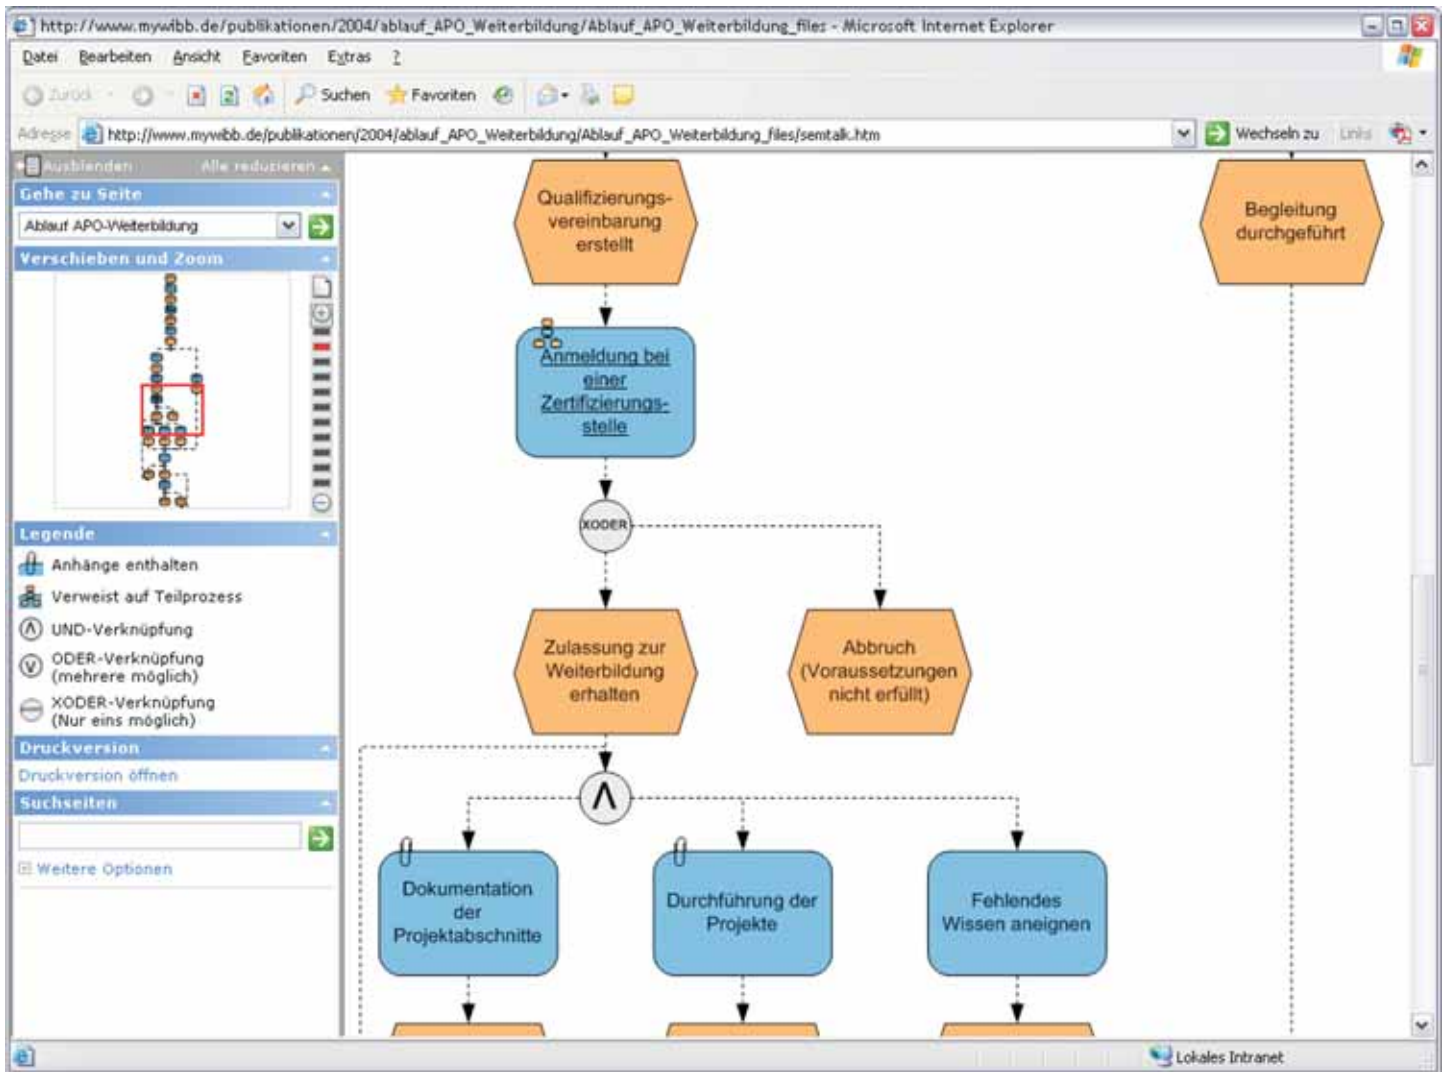 http://www.mywibb.de/publikationen/2004/ablauf_APO_Weiterbildung/Ablauf_APO_Weiterbildung_files - Microsoft Internet Explorer
Datei Bearbeiten Ansicht Favoriten Extras ?
Zurück Suchen Favoriten
Adresse http://www.mywibb.de/publikationen/2004/ablauf_APO_Weiterbildung/Ablauf_APO_Weiterbildung_files/semtalk.htm Wechseln zu Links
Ausblenden Alle reduzieren
Gehe zu Seite
Ablauf APO-Weiterbildung
Verschieben und Zoom
Legende
Anhänge enthalten
Verweist auf Teilprozess
UND-Verknüpfung
ODER-Verknüpfung
(mehrere möglich)
XODER-Verknüpfung
(Nur eins möglich)
Druckversion
Druckversion öffnen
Suchseiten
Weitere Optionen
Qualifizierungs-
vereinbarung
erstellt
Begleitung
durchgeführt
Anmeldung bei
einer
Zertifizierungs-
stelle
XODER
Zulassung zur
Weiterbildung
erhalten
Abbruch
(Voraussetzungen
nicht erfüllt)
Λ
Dokumentation
der
Projektabschnitte
Durchführung der
Projekte
Fehlendes
Wissen aneignen
Lokales Intranet